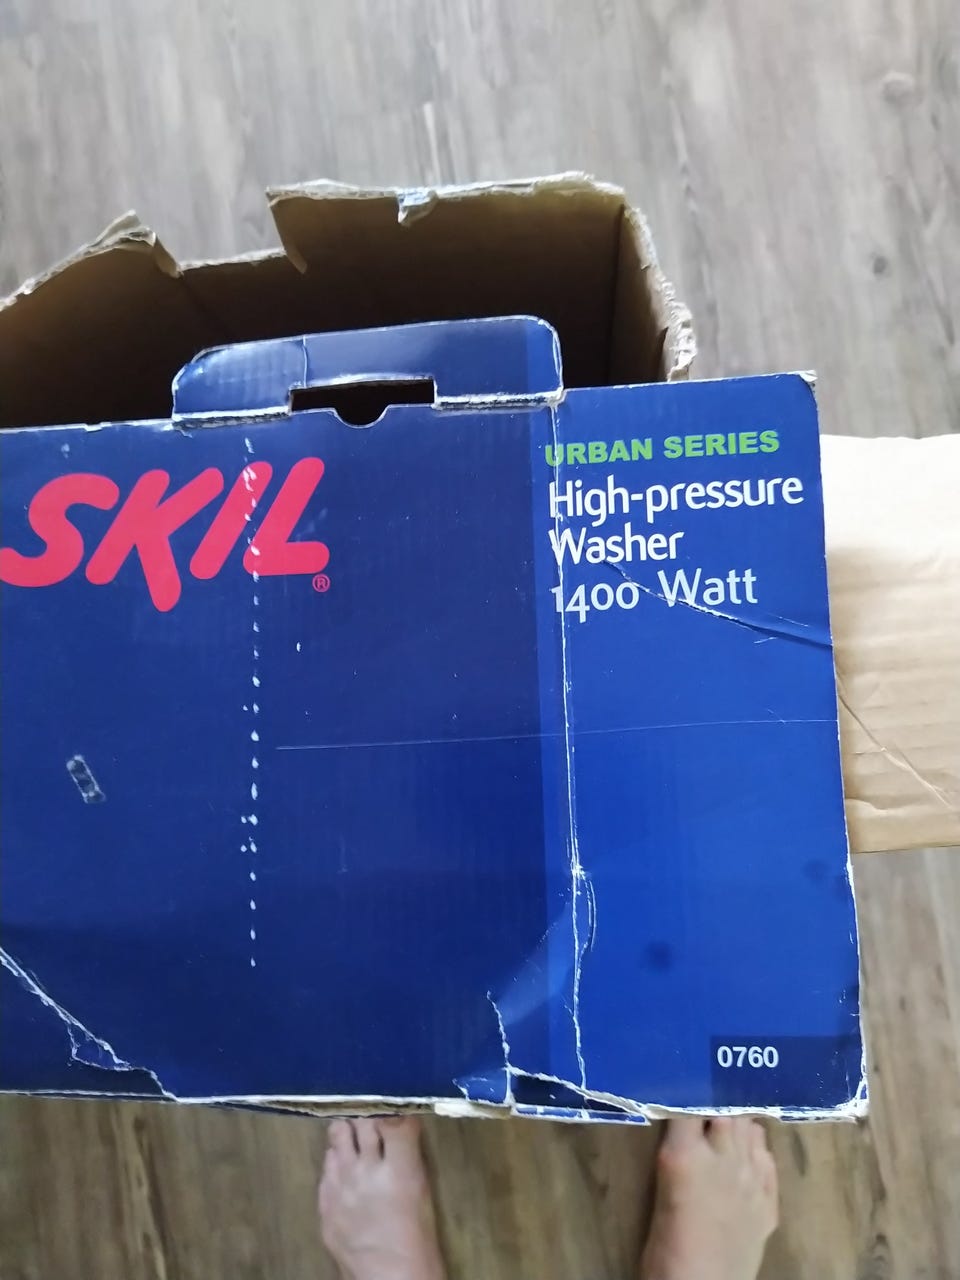 SKIL®
URBAN SERIES
High-pressure
Washer
1400 Watt
0760